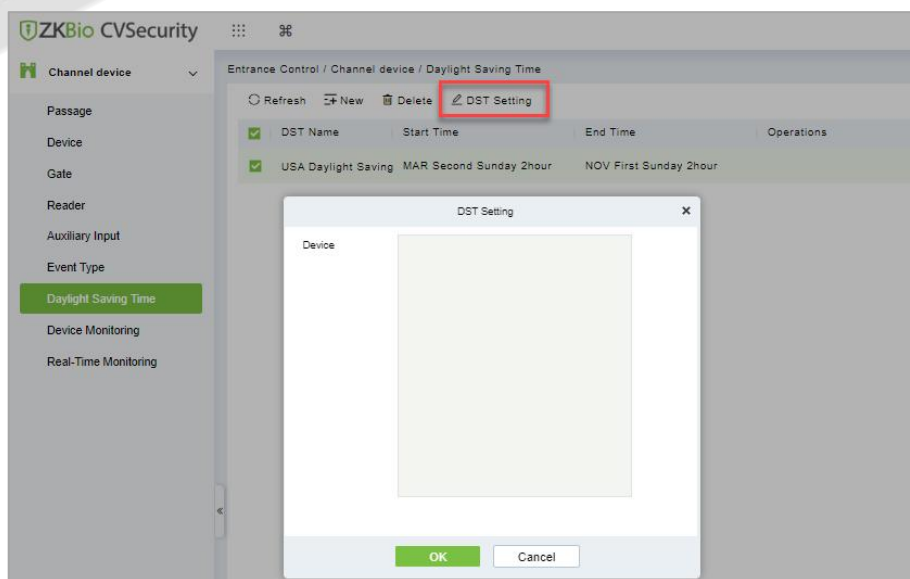 ZKBio CVSecurity
Channel device
Entrance Control / Channel device / Daylight Saving Time
Refresh New Delete DST Setting
Passage
Device
Gate
Reader
Auxiliary Input
Event Type
Daylight Saving Time
Device Monitoring
Real-Time Monitoring
DST Name Start Time End Time Operations
USA Daylight Saving MAR Second Sunday 2hour NOV First Sunday 2hour
DST Setting
Device
OK Cancel